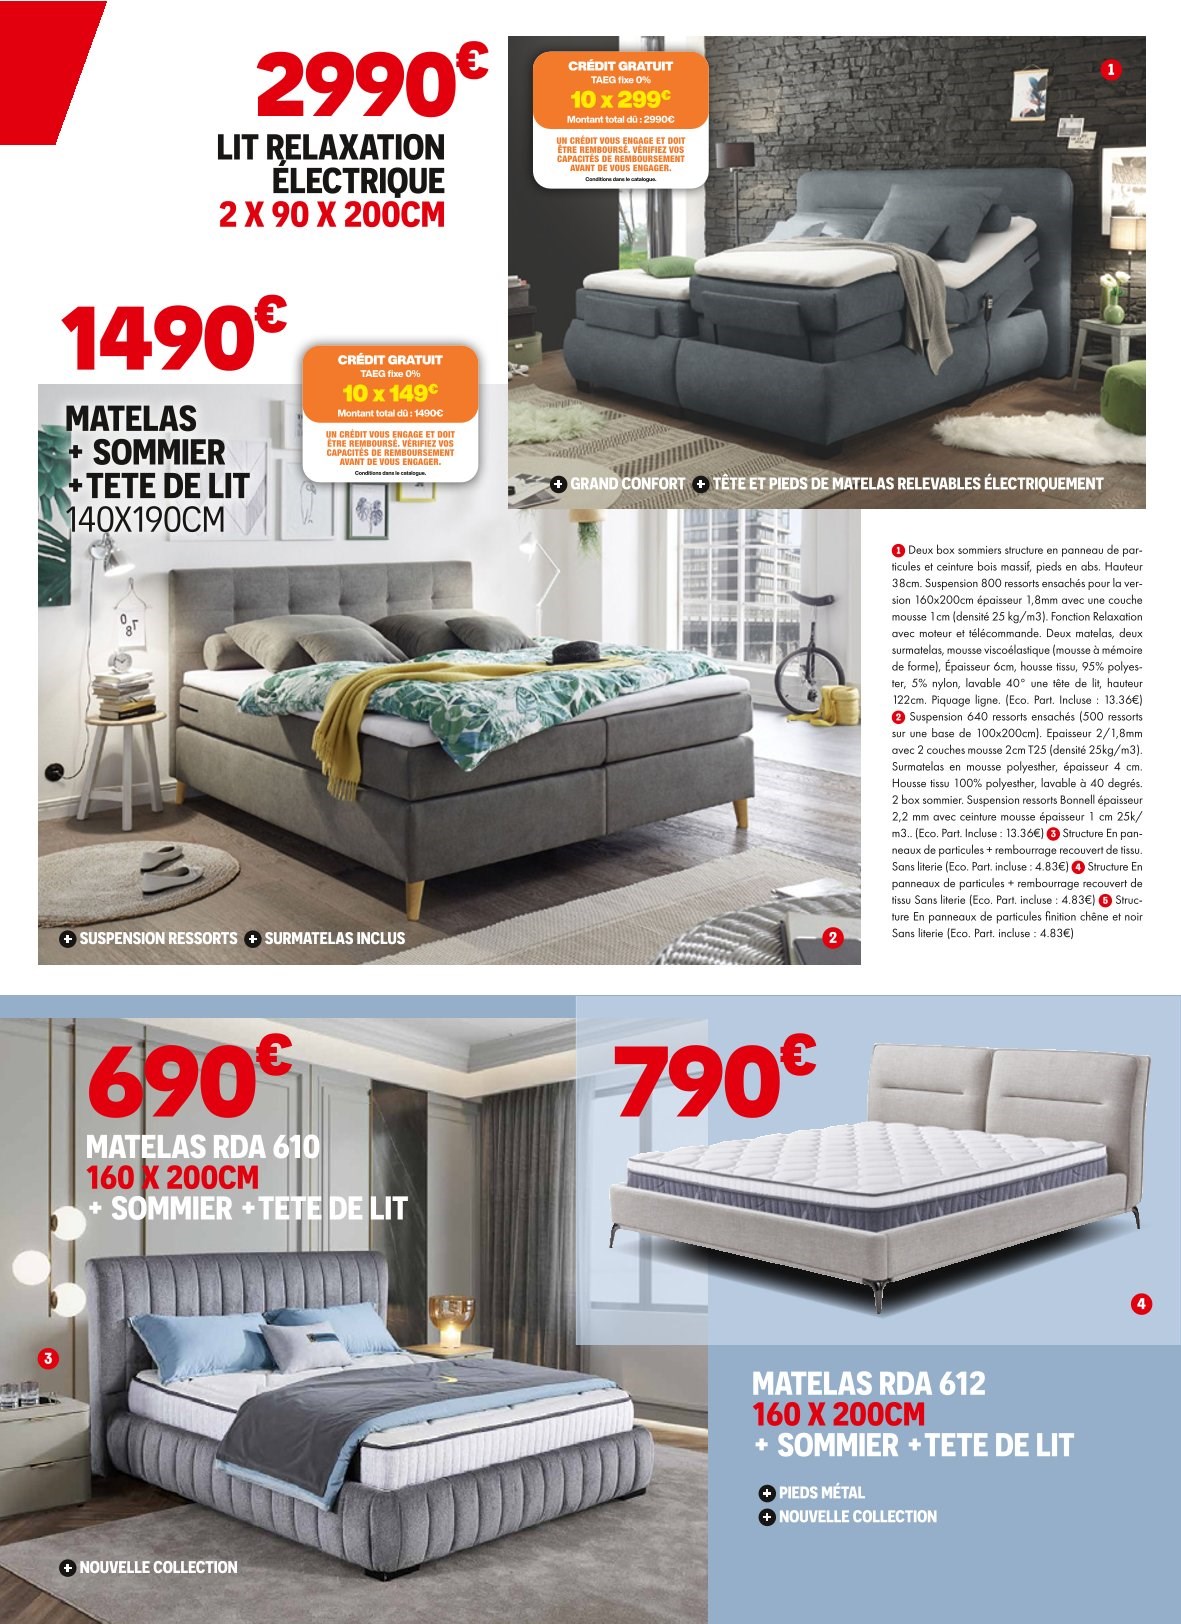 2990€
LIT RELAXATION
ÉLECTRIQUE
2 X 90 X 200CM
CRÉDIT GRATUIT
TAEG fixe 0%
10 x 299€
Montant total dû : 2990€
UN CRÉDIT VOUS ENGAGE ET DOIT
ÊTRE REMBOURSÉ. VÉRIFIEZ VOS
CAPACITÉS DE REMBOURSEMENT
AVANT DE VOUS ENGAGER.
Conditions dans le catalogue.
1
+ GRAND CONFORT + TÊTE ET PIEDS DE MATELAS RELEVABLES ÉLECTRIQUEMENT
1490€
CRÉDIT GRATUIT
TAEG fixe 0%
10 x 149€
Montant total dû : 1490€
UN CRÉDIT VOUS ENGAGE ET DOIT
ÊTRE REMBOURSÉ. VÉRIFIEZ VOS
CAPACITÉS DE REMBOURSEMENT
AVANT DE VOUS ENGAGER.
Conditions dans le catalogue.
MATELAS
+ SOMMIER
+ TETE DE LIT
140X190CM
+ SUSPENSION RESSORTS + SURMATELAS INCLUS
2
1 Deux box sommiers structure en panneau de par-
ticules et ceinture bois massif, pieds en abs. Hauteur
38cm. Suspension 800 ressorts ensachés pour la ver-
sion 160x200cm épaisseur 1,8mm avec une couche
mousse 1cm (densité 25 kg/m3). Fonction Relaxation
avec moteur et télécommande. Deux matelas, deux
surmatelas, mousse viscoélastique (mousse à mémoire
de forme), Épaisseur 6cm, housse tissu, 95% polyes-
ter, 5% nylon, lavable 40° une tête de lit, hauteur
122cm. Piquage ligne. (Eco. Part. Incluse : 13.36€)
2 Suspension 640 ressorts ensachés (500 ressorts
sur une base de 100x200cm). Epaisseur 2/1,8mm
avec 2 couches mousse 2cm T25 (densité 25kg/m3).
Surmatelas en mousse polyesther, épaisseur 4 cm.
Housse tissu 100% polyesther, lavable à 40 degrés.
2 box sommier. Suspension ressorts Bonnell épaisseur
2,2 mm avec ceinture mousse épaisseur 1 cm 25k/
m3.. (Eco. Part. Incluse : 13.36€) 3 Structure En pan-
neaux de particules + rembourrage recouvert de tissu.
Sans literie (Eco. Part. incluse : 4.83€) 4 Structure En
panneaux de particules + rembourrage recouvert de
tissu Sans literie (Eco. Part. incluse : 4.83€) 5 Struc-
ture En panneaux de particules finition chêne et noir
Sans literie (Eco. Part. incluse : 4.83€)
690€
MATELAS RDA 610
160 X 200CM
+ SOMMIER + TETE DE LIT
3
+ NOUVELLE COLLECTION
790€
4
MATELAS RDA 612
160 X 200CM
+ SOMMIER + TETE DE LIT
+ PIEDS MÉTAL
+ NOUVELLE COLLECTION